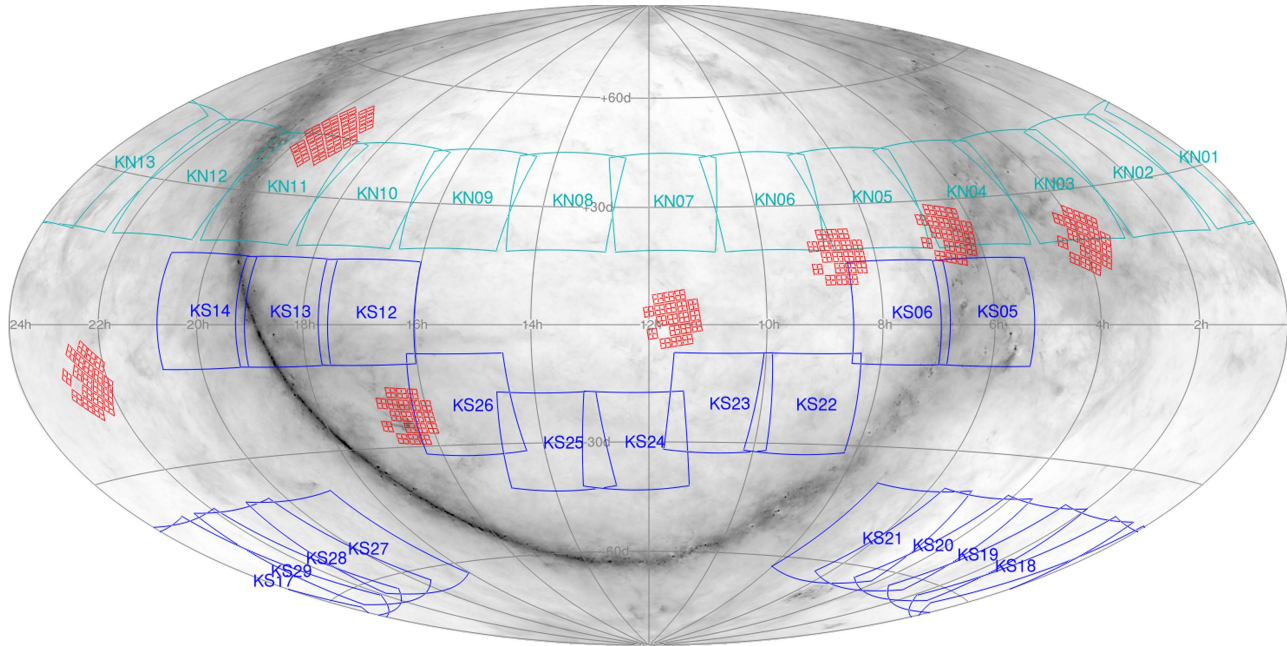 +60d
KN13
KN12
KN11
KN10
KN09
KN08
KN07
KN06
KN05
KN04
KN03
KN02
KN01
+30d
KS14
KS13
KS12
KS06
KS05
24h
22h
20h
18h
16h
14h
12h
10h
8h
6h
4h
2h
KS26
KS25
KS24
KS23
KS22
-30d
-60d
KS27
KS28
KS29
KS17
KS21
KS20
KS19
KS18